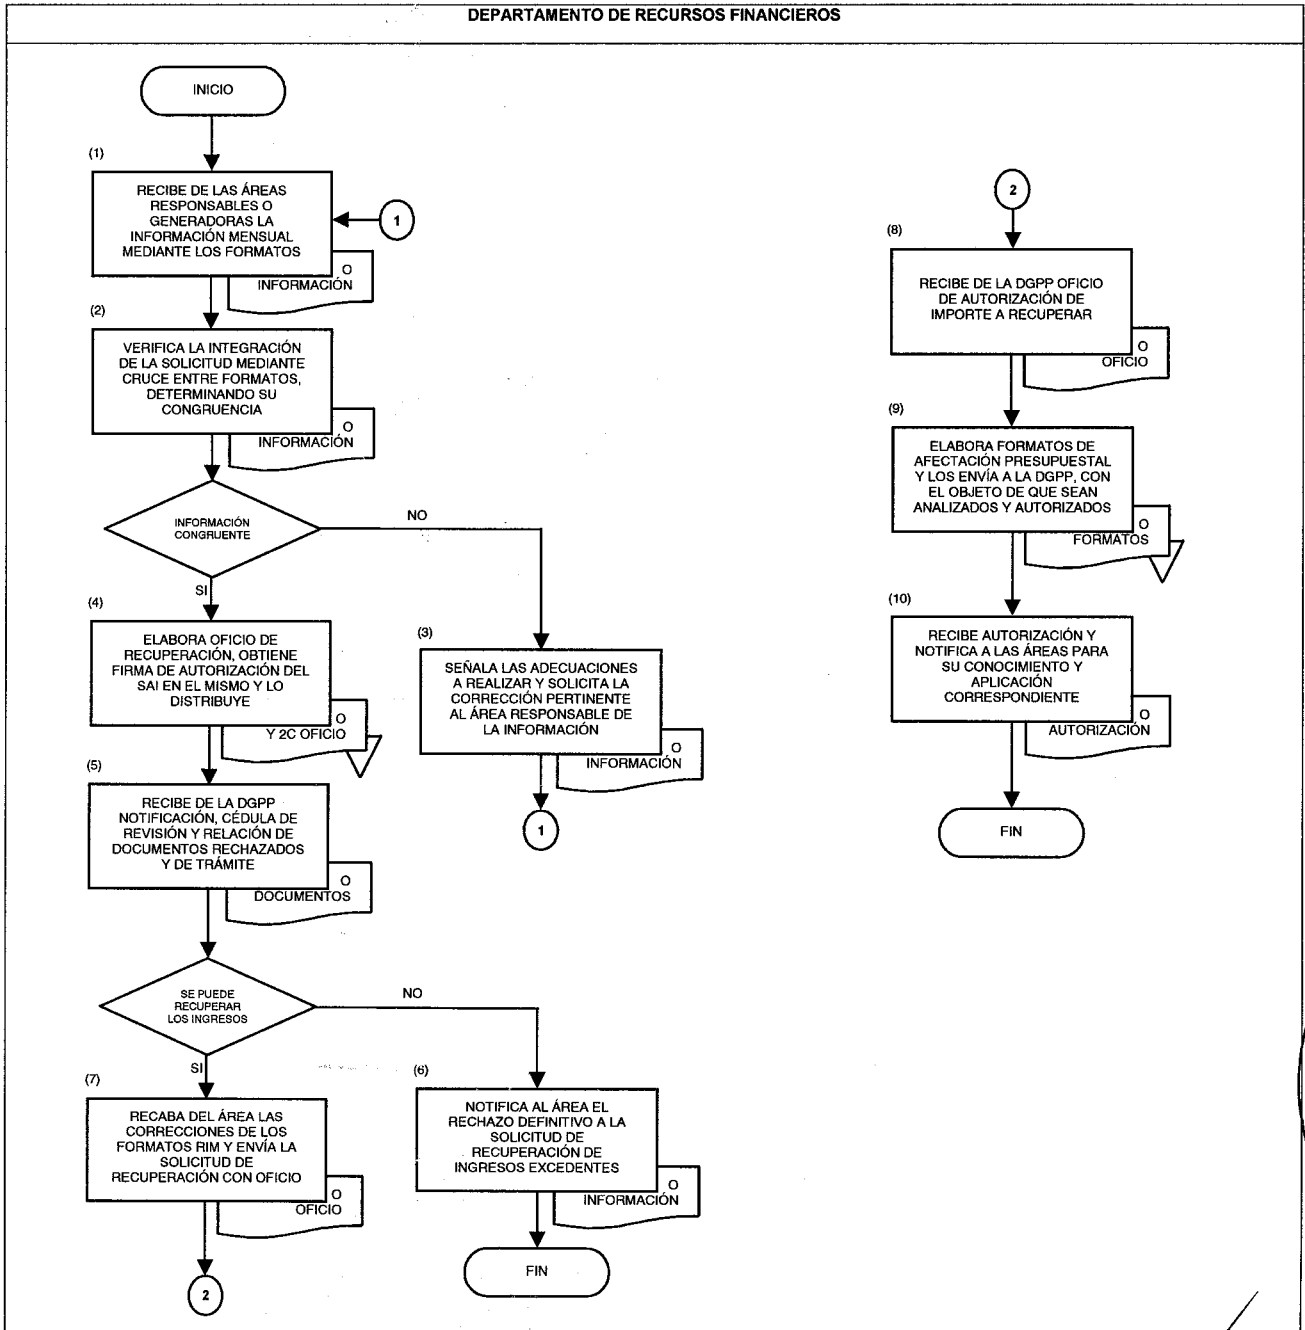 DEPARTAMENTO DE RECURSOS FINANCIEROS
INICIO
(1)
RECIBE DE LAS ÁREAS
RESPONSABLES O
GENERADORAS LA
INFORMACIÓN MENSUAL
MEDIANTE LOS FORMATOS
1
O
INFORMACIÓN
(2)
VERIFICA LA INTEGRACIÓN
DE LA SOLICITUD MEDIANTE
CRUCE ENTRE FORMATOS,
DETERMINANDO SU
CONGRUENCIA
O
INFORMACIÓN
INFORMACIÓN
CONGRUENTE
NO
SI
(4)
ELABORA OFICIO DE
RECUPERACIÓN, OBTIENE
FIRMA DE AUTORIZACIÓN DEL
SAI EN EL MISMO Y LO
DISTRIBUYE
O
Y 2C OFICIO
(3)
SEÑALA LAS ADECUACIONES
A REALIZAR Y SOLICITA LA
CORRECCIÓN PERTINENTE
AL ÁREA RESPONSABLE DE
LA INFORMACIÓN
O
INFORMACIÓN
1
(5)
RECIBE DE LA DGPP
NOTIFICACIÓN, CÉDULA DE
REVISIÓN Y RELACIÓN DE
DOCUMENTOS RECHAZADOS
Y DE TRÁMITE
O
DOCUMENTOS
SE PUEDE
RECUPERAR
LOS INGRESOS
NO
SI
(7)
RECABA DEL ÁREA LAS
CORRECCIONES DE LOS
FORMATOS RIM Y ENVÍA LA
SOLICITUD DE
RECUPERACIÓN CON OFICIO
O
OFICIO
2
(6)
NOTIFICA AL ÁREA EL
RECHAZO DEFINITIVO A LA
SOLICITUD DE
RECUPERACIÓN DE
INGRESOS EXCEDENTES
O
INFORMACIÓN
FIN
2
(8)
RECIBE DE LA DGPP OFICIO
DE AUTORIZACIÓN DE
IMPORTE A RECUPERAR
O
OFICIO
(9)
ELABORA FORMATOS DE
AFECTACIÓN PRESUPUESTAL
Y LOS ENVÍA A LA DGPP, CON
EL OBJETO DE QUE SEAN
ANALIZADOS Y AUTORIZADOS
O
FORMATOS
(10)
RECIBE AUTORIZACIÓN Y
NOTIFICA A LAS ÁREAS PARA
SU CONOCIMIENTO Y
APLICACIÓN
CORRESPONDIENTE
O
AUTORIZACIÓN
FIN